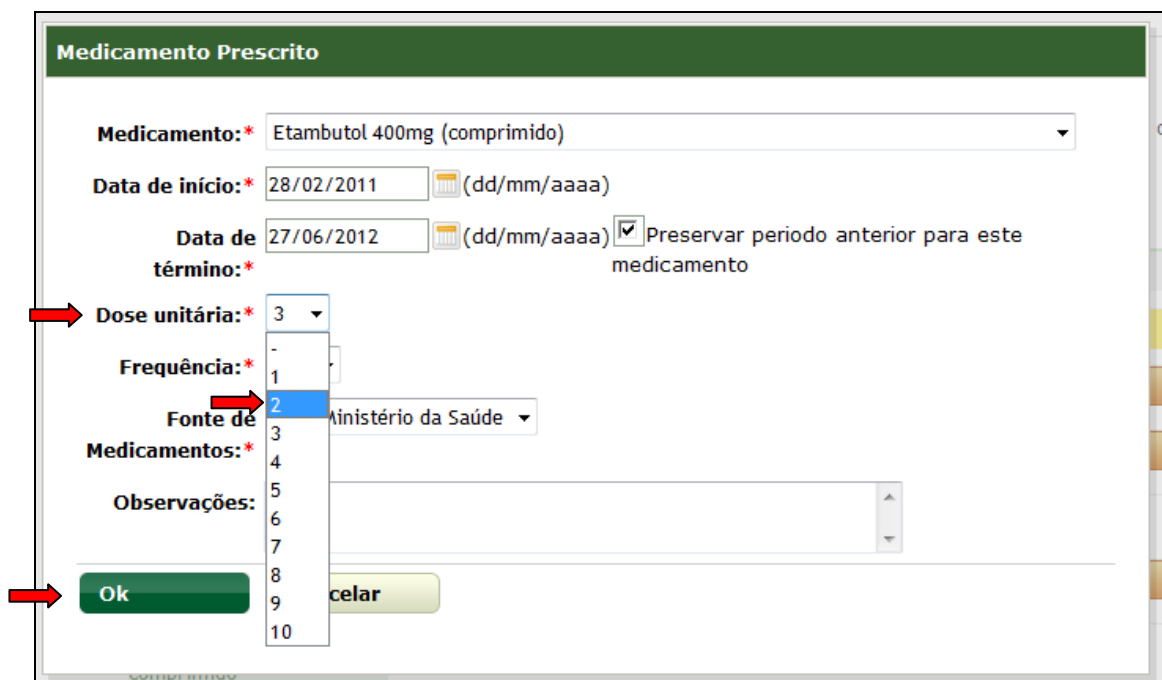 Medicamento Prescrito
Medicamento:* Etambutol 400mg (comprimido)
Data de início:* 28/02/2011 (dd/mm/aaaa)
Data de término:* 27/06/2012 (dd/mm/aaaa) Preservar periodo anterior para este medicamento
Dose unitária:* 3
-
1
2
3
4
5
6
7
8
9
10
Frequência:*
Fonte de Medicamentos:* Ministério da Saúde
Observações:
Ok
celar
comprimido